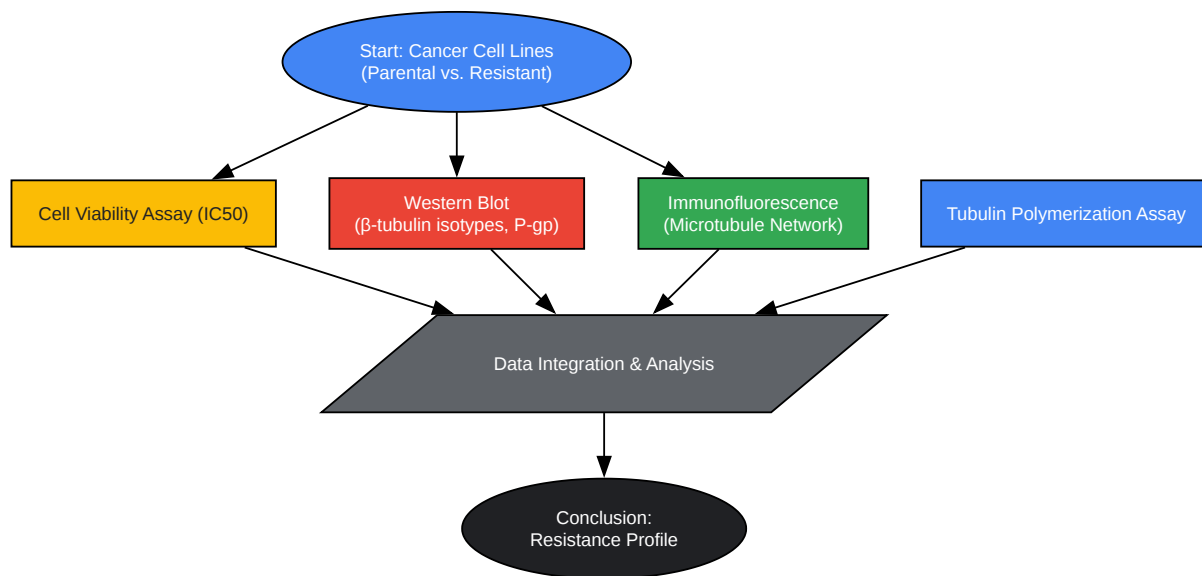 Start: Cancer Cell Lines
(Parental vs. Resistant)
Cell Viability Assay (IC50)
Western Blot
(β-tubulin isotypes, P-gp)
Immunofluorescence
(Microtubule Network)
Tubulin Polymerization Assay
Data Integration & Analysis
Conclusion:
Resistance Profile